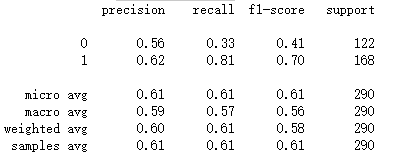 precision recall f1-score support
0 0.56 0.33 0.41 122
1 0.62 0.81 0.70 168
micro avg 0.61 0.61 0.61 290
macro avg 0.59 0.57 0.56 290
weighted avg 0.60 0.61 0.58 290
samples avg 0.61 0.61 0.61 290